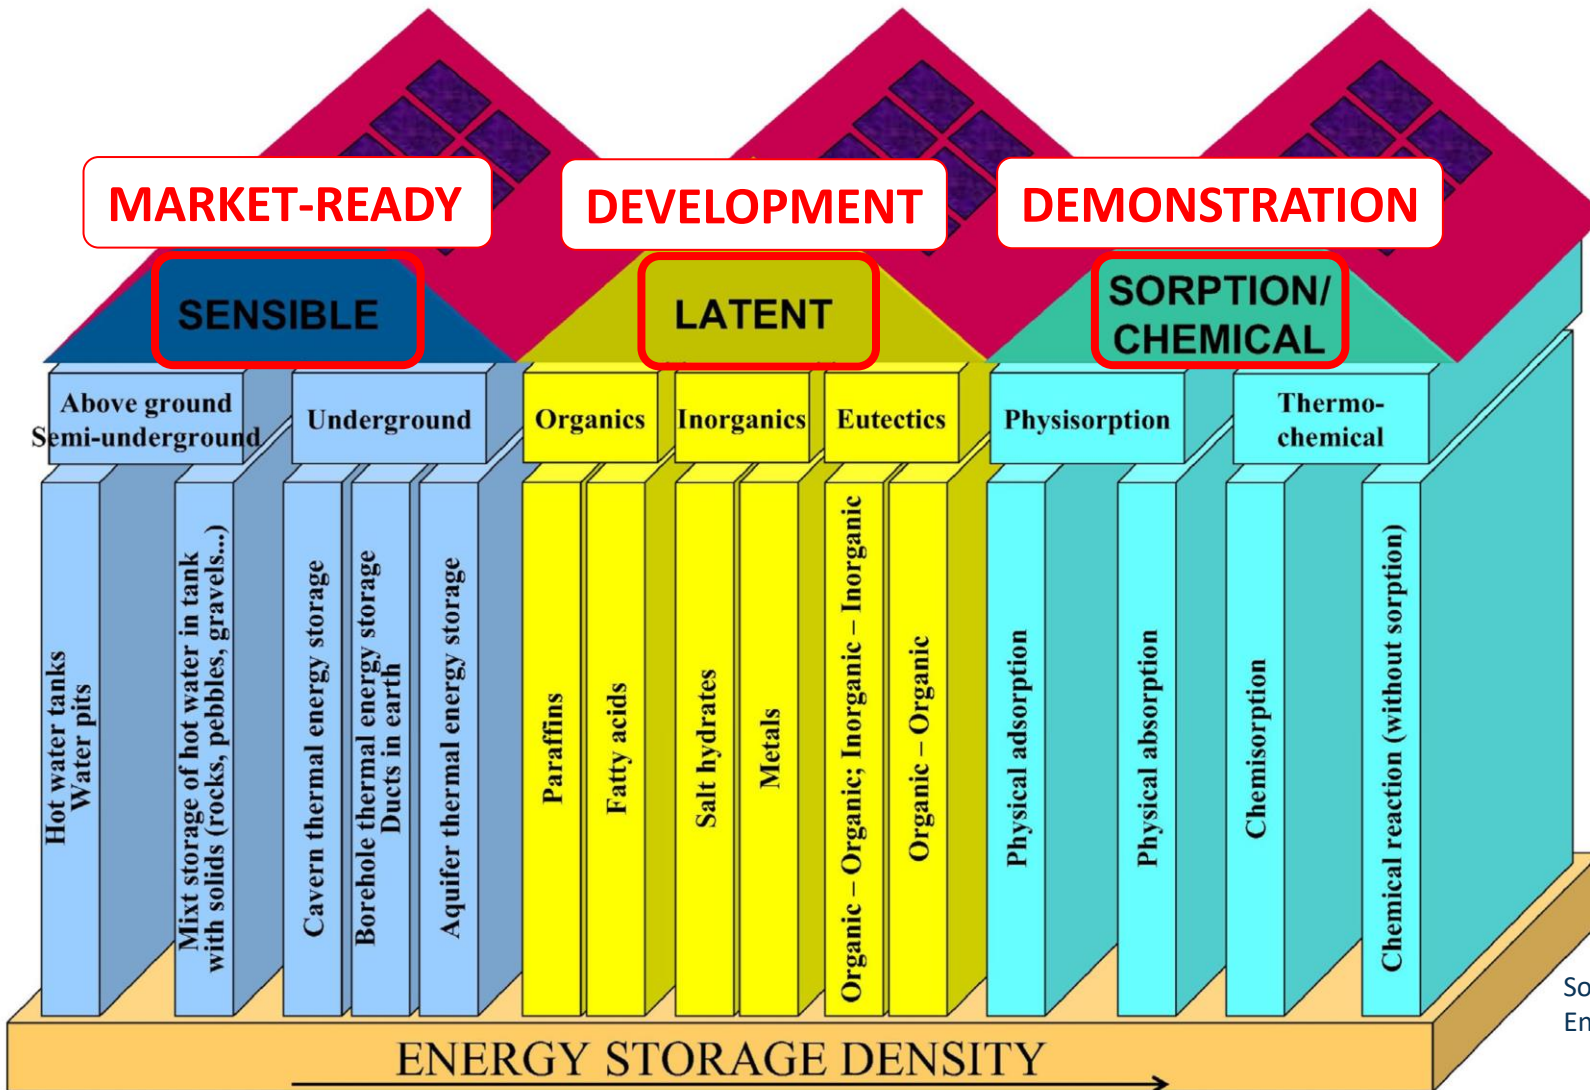 MARKET-READY
DEVELOPMENT
DEMONSTRATION
SENSIBLE
LATENT
SORPTION/
CHEMICAL
Above ground
Semi-underground
Underground
Organics
Inorganics
Eutectics
Physisorption
Thermo-
chemical
Hot water tanks
Water pits
Mixt storage of hot water in tank
with solids (rocks, pebbles, gravels...)
Cavern thermal energy storage
Borehole thermal energy storage
Ducts in earth
Aquifer thermal energy storage
Paraffins
Fatty acids
Salt hydrates
Metals
Organic – Organic; Inorganic – Inorganic
Organic – Organic
Physical adsorption
Physical absorption
Chemisorption
Chemical reaction (without sorption)
ENERGY STORAGE DENSITY